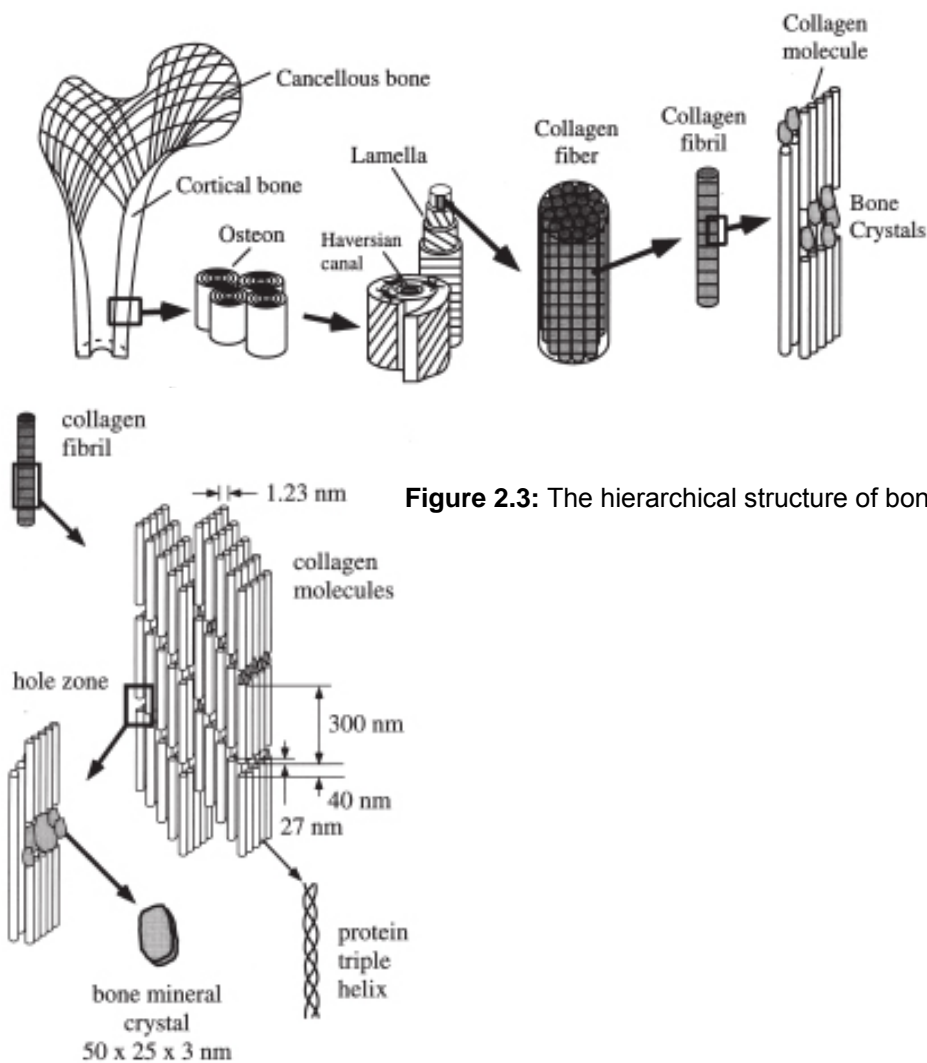 Cancellous bone
Cortical bone
Osteon
Lamella
Haversian
canal
Collagen
fiber
Collagen
fibril
Collagen
molecule
Bone
Crystals
collagen
fibril
1.23 nm
Figure 2.3: The hierarchical structure of bon
collagen
molecules
hole zone
300 nm
40 nm
27 nm
protein
triple
helix
bone mineral
crystal
50 x 25 x 3 nm